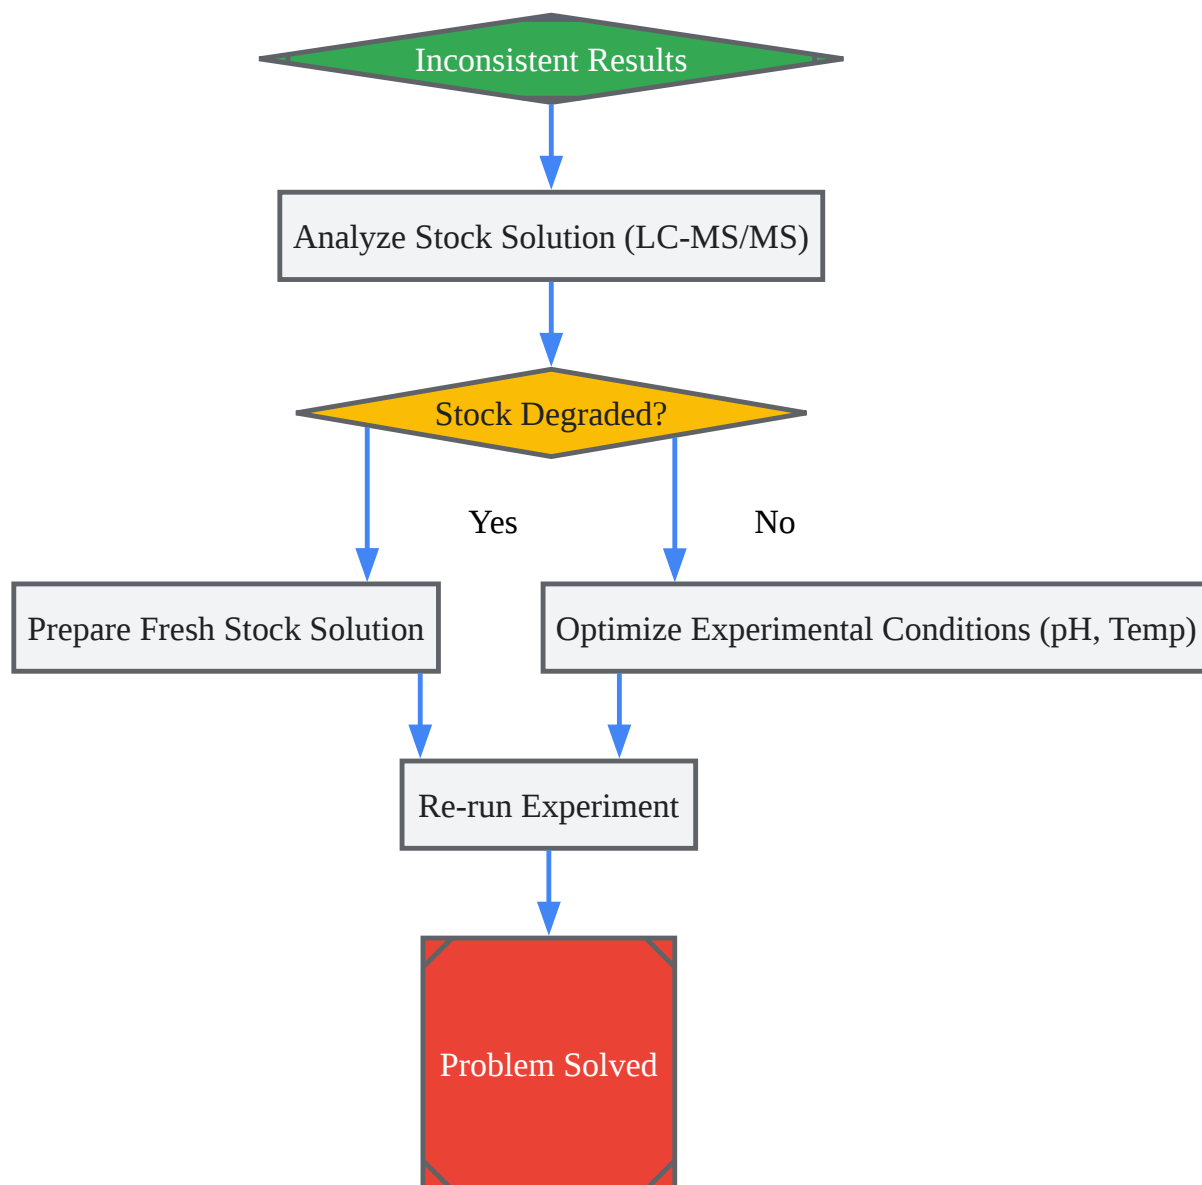 Inconsistent Results
Analyze Stock Solution (LC-MS/MS)
Stock Degraded?
Yes
No
Prepare Fresh Stock Solution
Optimize Experimental Conditions (pH, Temp)
Re-run Experiment
Problem Solved